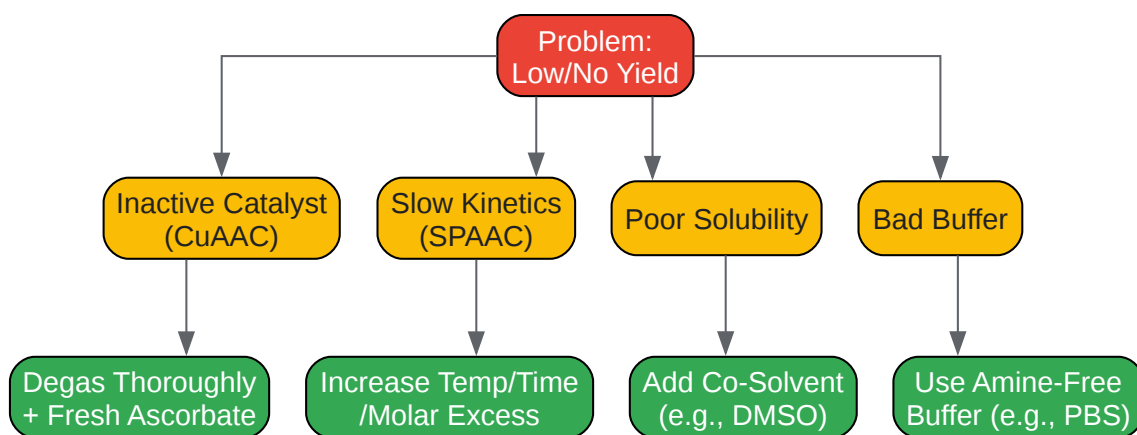 Problem:
Low/No Yield
Inactive Catalyst
(CuAAC)
Slow Kinetics
(SPAAC)
Poor Solubility
Bad Buffer
Degas Thoroughly
+ Fresh Ascorbate
Increase Temp/Time
/Molar Excess
Add Co-Solvent
(e.g., DMSO)
Use Amine-Free
Buffer (e.g., PBS)